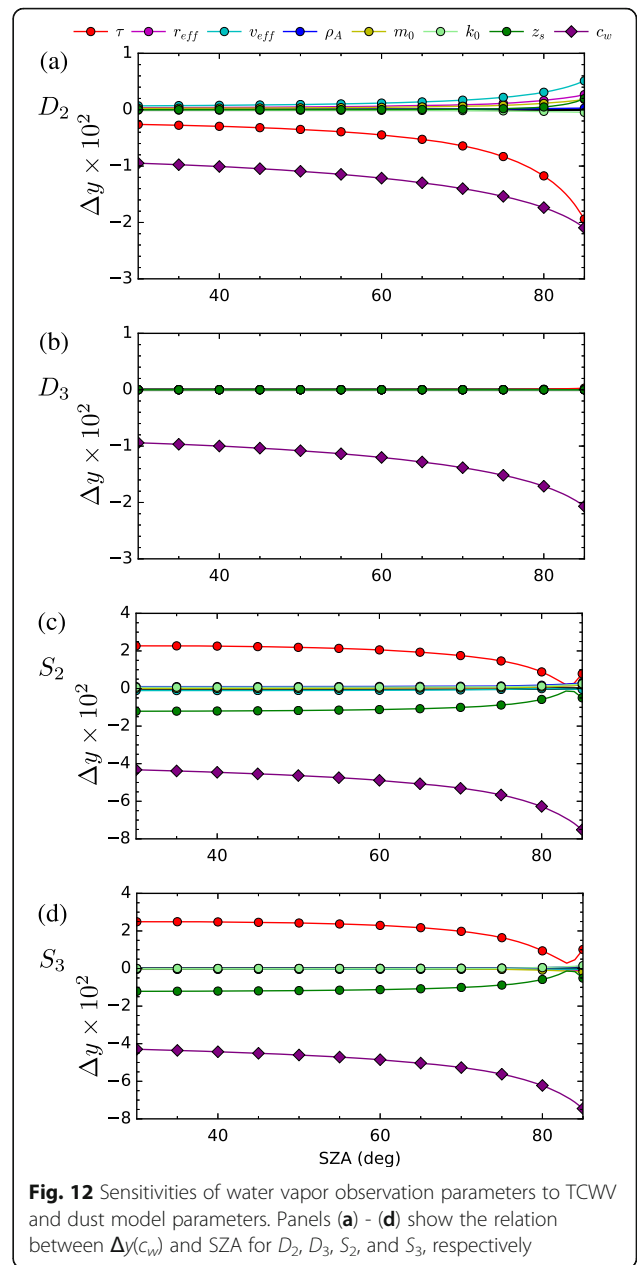 τ r_eff v_eff ρ_A m_0 k_0 z_s c_w
(a)
D_2
Δy × 10^2
1
0
−1
−2
−3
40 60 80
(b)
D_3
Δy × 10^2
1
0
−1
−2
−3
40 60 80
(c)
S_2
Δy × 10^2
4
2
0
−2
−4
−6
−8
40 60 80
(d)
S_3
Δy × 10^2
4
2
0
−2
−4
−6
−8
40 60 80
SZA (deg)
Fig. 12 Sensitivities of water vapor observation parameters to TCWV
and dust model parameters. Panels (a) - (d) show the relation
between Δy(c_w) and SZA for D_2, D_3, S_2, and S_3, respectively